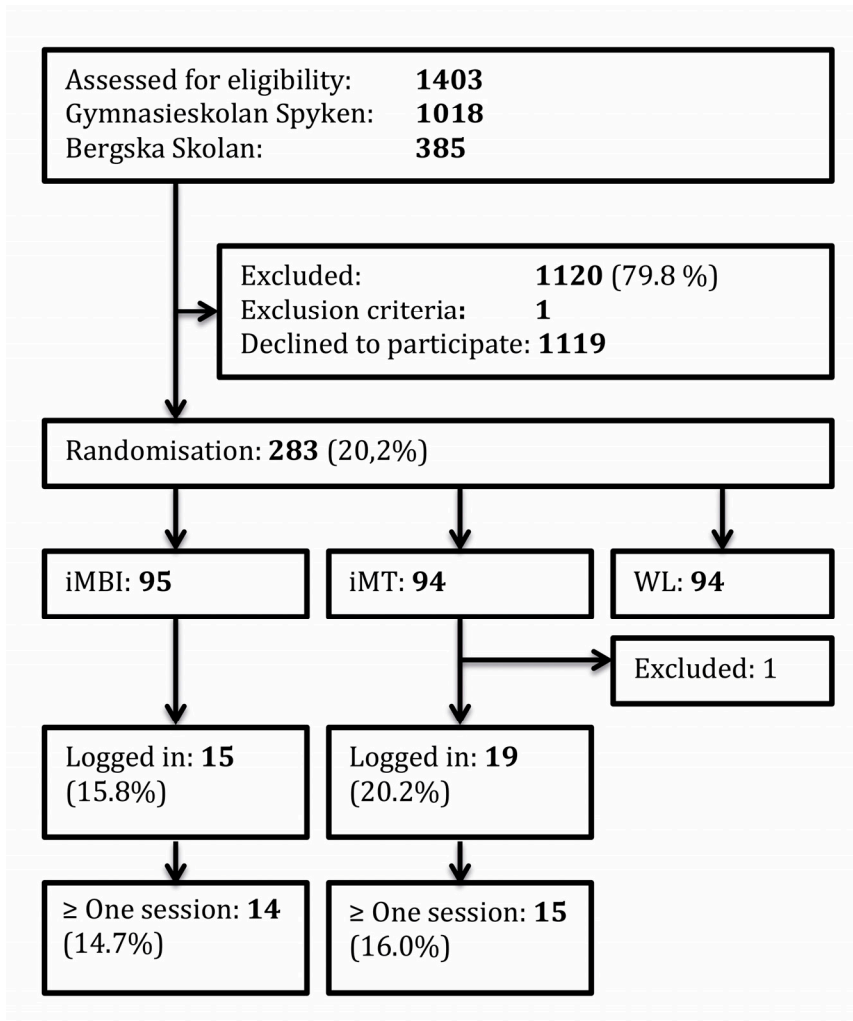 Assessed for eligibility: 1403
Gymnasieskolan Spyken: 1018
Bergska Skolan: 385
Excluded: 1120 (79.8 %)
Exclusion criteria: 1
Declined to participate: 1119
Randomisation: 283 (20,2%)
iMBI: 95
iMT: 94
WL: 94
Excluded: 1
Logged in: 15
(15.8%)
Logged in: 19
(20.2%)
≥ One session: 14
(14.7%)
≥ One session: 15
(16.0%)